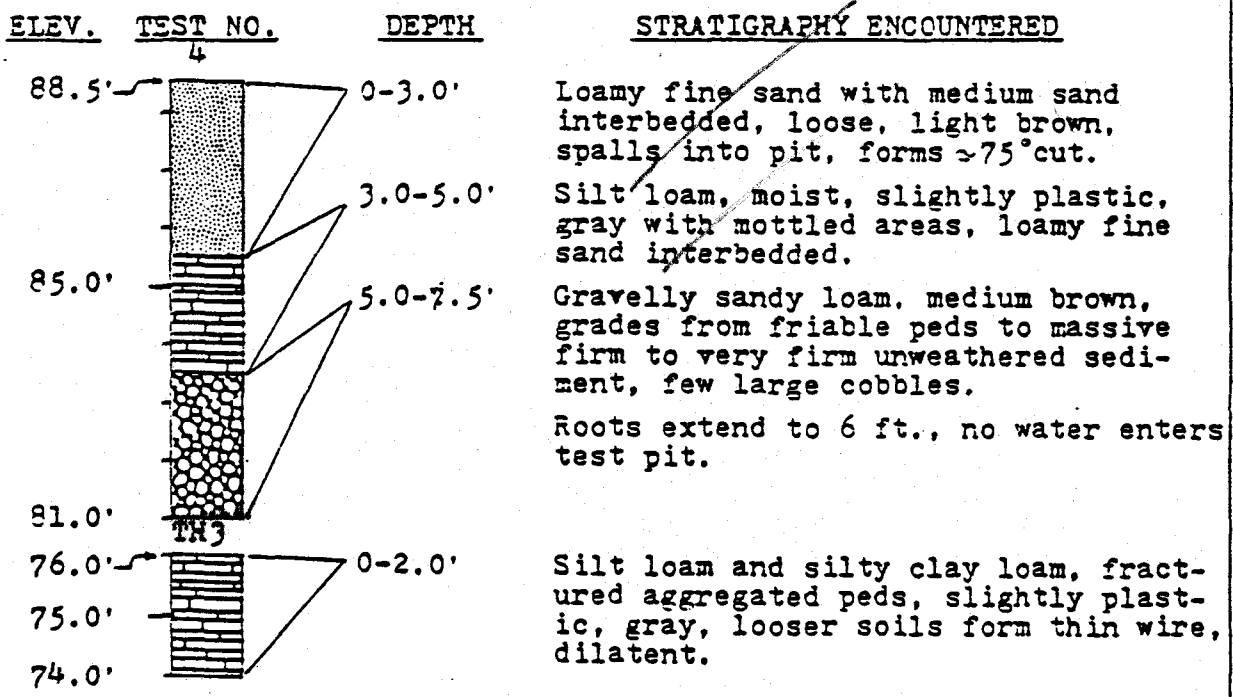 ELEV. TEST NO. DEPTH STRATIGRAPHY ENCOUNTERED
4
88.5' 0-3.0' Loamy fine sand with medium sand
interbedded, loose, light brown,
spalls into pit, forms ≃75°cut.
3.0-5.0' Silt loam, moist, slightly plastic,
gray with mottled areas, loamy fine
sand interbedded.
85.0' 5.0-7.5' Gravelly sandy loam, medium brown,
grades from friable peds to massive
firm to very firm unweathered sedi-
ment, few large cobbles.
Roots extend to 6 ft., no water enters
test pit.
81.0'
TH3
76.0' 0-2.0' Silt loam and silty clay loam, fract-
ured aggregated peds, slightly plast-
75.0' ic, gray, looser soils form thin wire,
dilatent.
74.0'